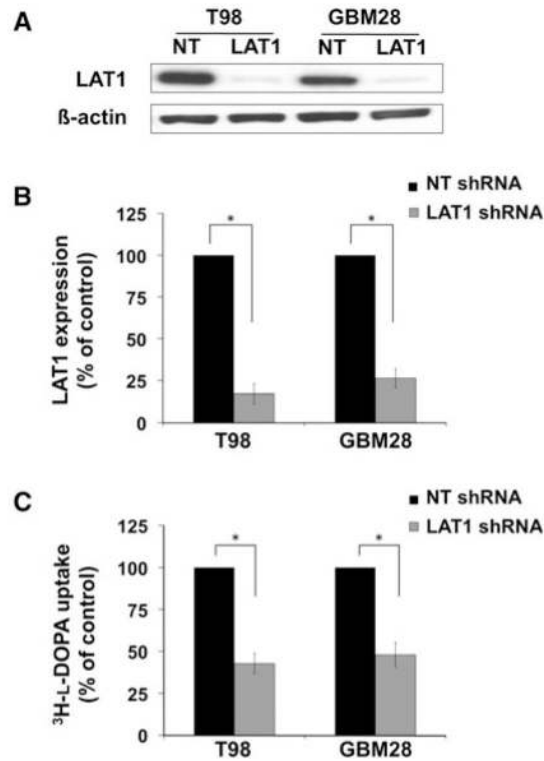 A
T98 GBM28
NT LAT1 NT LAT1
LAT1
ß-actin
B
NT shRNA
LAT1 shRNA
LAT1 expression
(% of control)
125
100
75
50
25
0
* *
T98 GBM28
C
NT shRNA
LAT1 shRNA
³H-L-DOPA uptake
(% of control)
125
100
75
50
25
0
* *
T98 GBM28